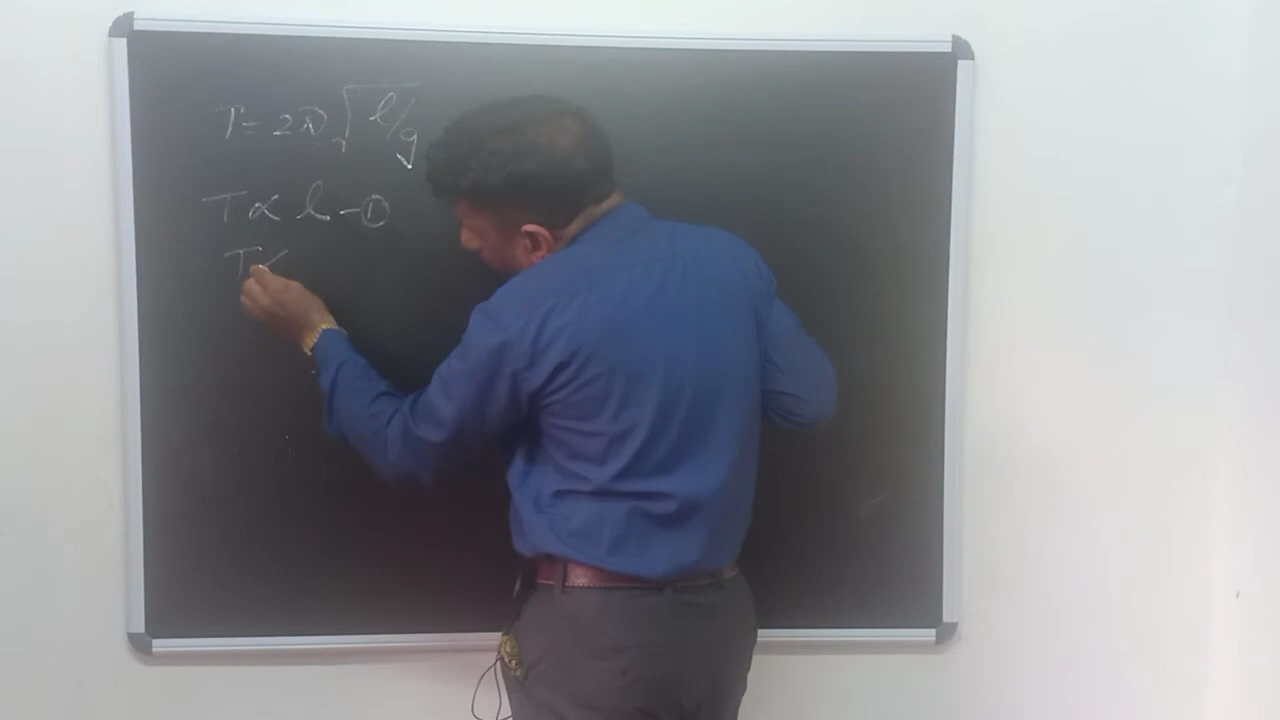 T = 2π √l/g
T ∝ l - ①
T ∝